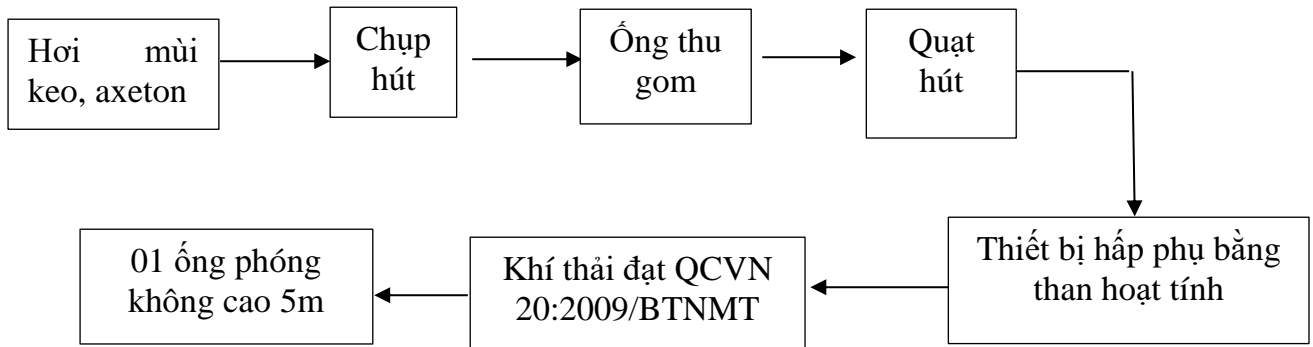 Hơi mùi
keo, axeton
Chụp
hút
Ống thu
gom
Quạt
hút
Thiết bị hấp phụ bằng
than hoạt tính
Khí thải đạt QCVN
20:2009/BTNMT
01 ống phóng
không cao 5m